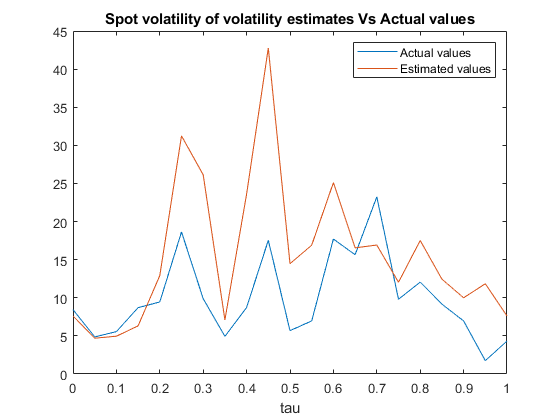 Spot volatility of volatility estimates Vs Actual values
Actual values
Estimated values
45
40
35
30
25
20
15
10
5
0
0 0.1 0.2 0.3 0.4 0.5 0.6 0.7 0.8 0.9 1
tau